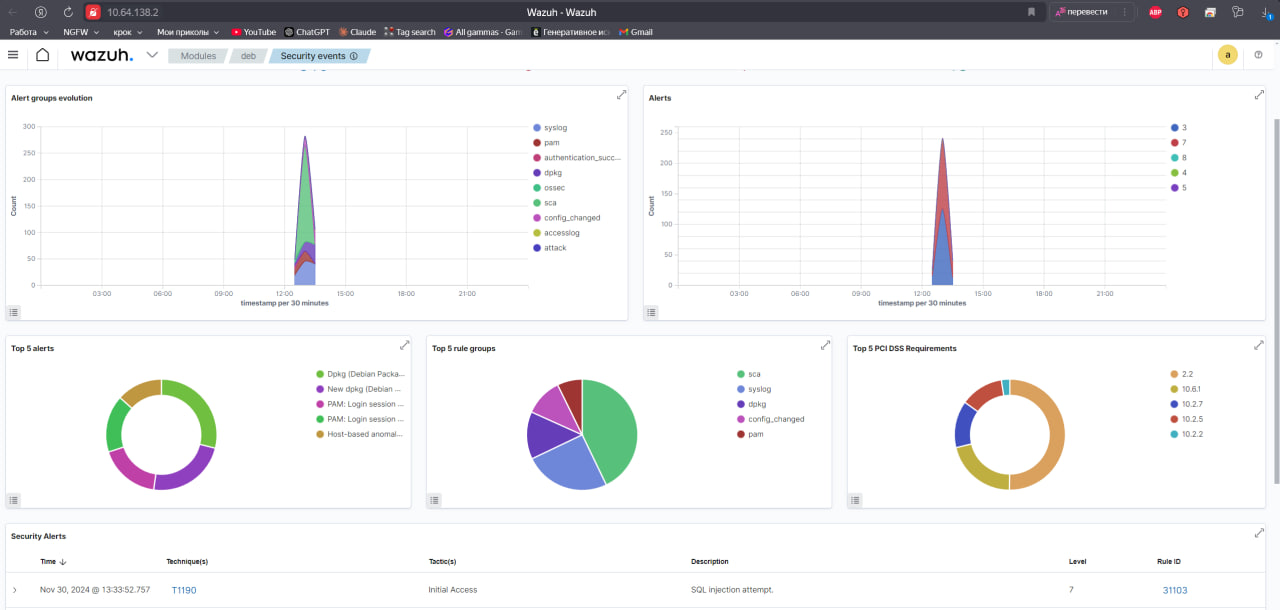 10.64.138.2
Wazuh - Wazuh
перевести
ABP
1
Работа
NGFW
крок
Мои приколы
YouTube
ChatGPT
Claude
Tag search
All gammas - Gam
Генеративное ис
Gmail
wazuh.
Modules
deb
Security events
a
Alert groups evolution
300
250
200
150
100
50
0
Count
03:00
06:00
09:00
12:00
15:00
18:00
21:00
timestamp per 30 minutes
syslog
pam
authentication_succ...
dpkg
ossec
sca
config_changed
accesslog
attack
Alerts
250
200
150
100
50
0
Count
03:00
06:00
09:00
12:00
15:00
18:00
21:00
timestamp per 30 minutes
3
7
8
4
5
Top 5 alerts
Dpkg (Debian Packa...
New dpkg (Debian ...
PAM: Login session ...
PAM: Login session ...
Host-based anomal...
Top 5 rule groups
sca
syslog
dpkg
config_changed
pam
Top 5 PCI DSS Requirements
2.2
10.6.1
10.2.7
10.2.5
10.2.2
Security Alerts
Time
Technique(s)
Tactic(s)
Description
Level
Rule ID
Nov 30, 2024 @ 13:33:52.757
T1190
Initial Access
SQL injection attempt.
7
31103